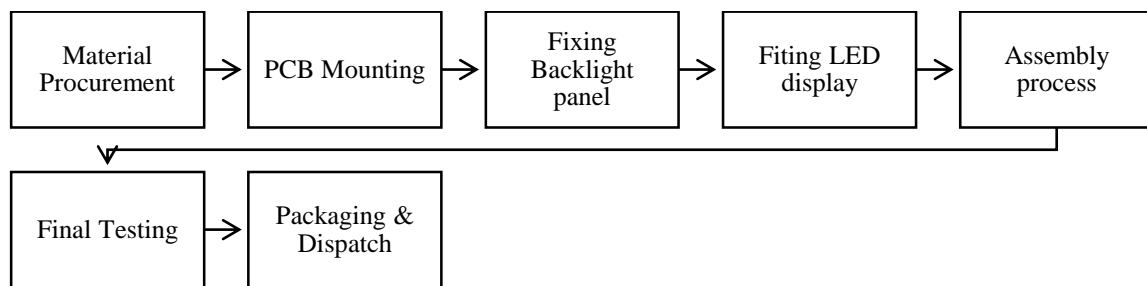 Material
Procurement
PCB Mounting
Fixing
Backlight
panel
Fiting LED
display
Assembly
process
Final Testing
Packaging &
Dispatch